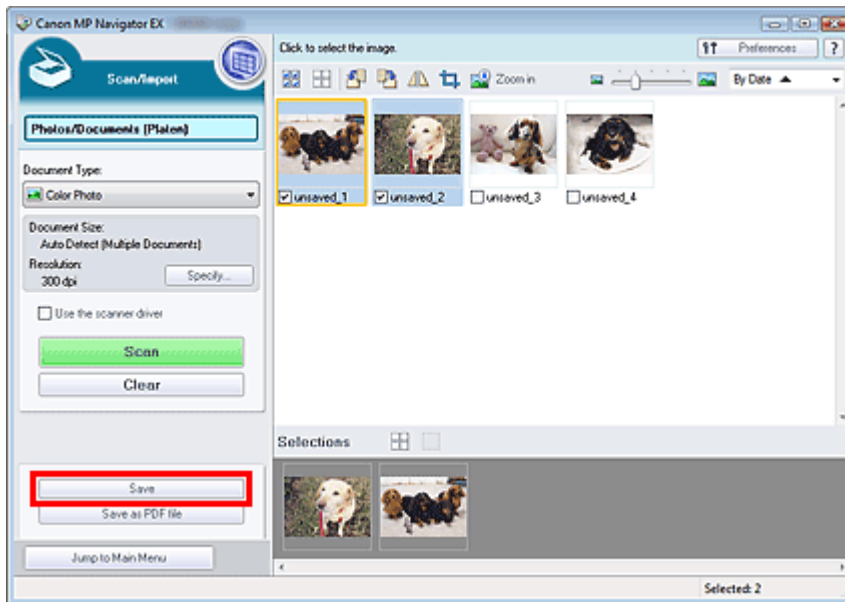 Canon MP Navigator EX
Scan/Import
Click to select the image.
Preferences
?
Zoom in
By Date
Photos/Documents (Platen)
unsaved_1
unsaved_2
unsaved_3
unsaved_4
Document Type:
Color Photo
Document Size:
Auto Detect (Multiple Documents)
Resolution:
300 dpi
Specify...
Use the scanner driver
Scan
Clear
Selections
Save
Save as PDF file
Jump to Main Menu
Selected: 2